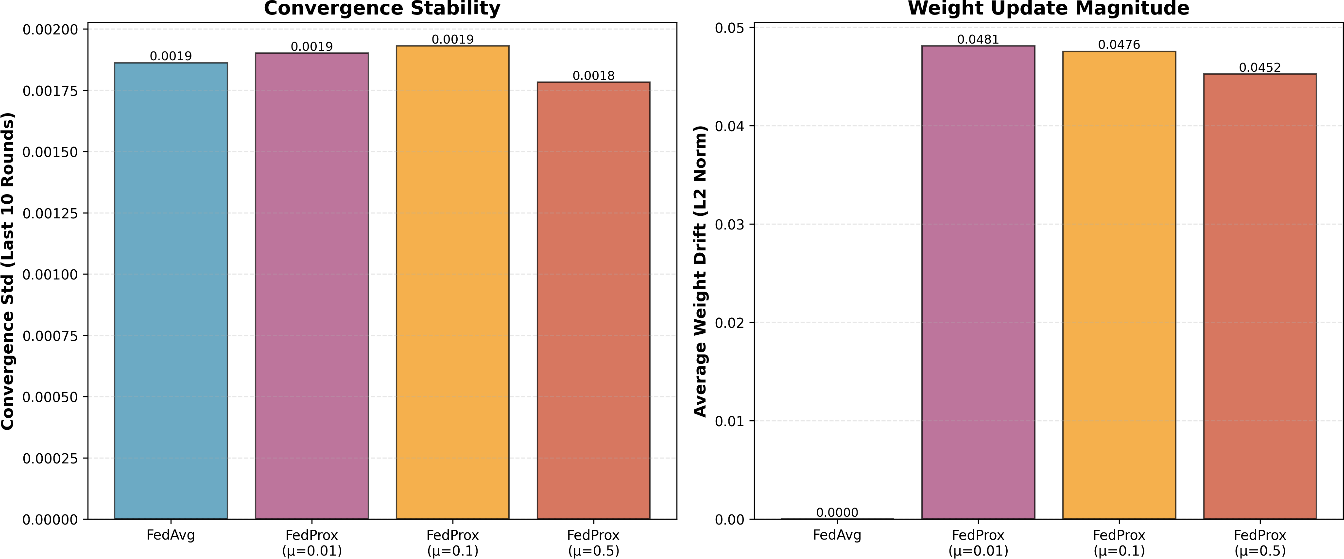 Convergence Stability
Convergence Std (Last 10 Rounds)
0.00200
0.00175
0.00150
0.00125
0.00100
0.00075
0.00050
0.00025
0.00000
0.0019
0.0019
0.0019
0.0018
FedAvg
FedProx
(μ=0.01)
FedProx
(μ=0.1)
FedProx
(μ=0.5)
Weight Update Magnitude
Average Weight Drift (L2 Norm)
0.05
0.04
0.03
0.02
0.01
0.00
0.0000
0.0481
0.0476
0.0452
FedAvg
FedProx
(μ=0.01)
FedProx
(μ=0.1)
FedProx
(μ=0.5)